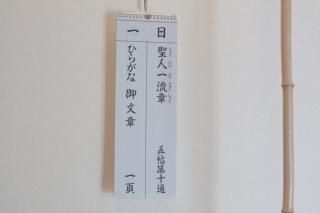 一日
聖人一流章 五帖第十通
ひらがな 御文章 一頁